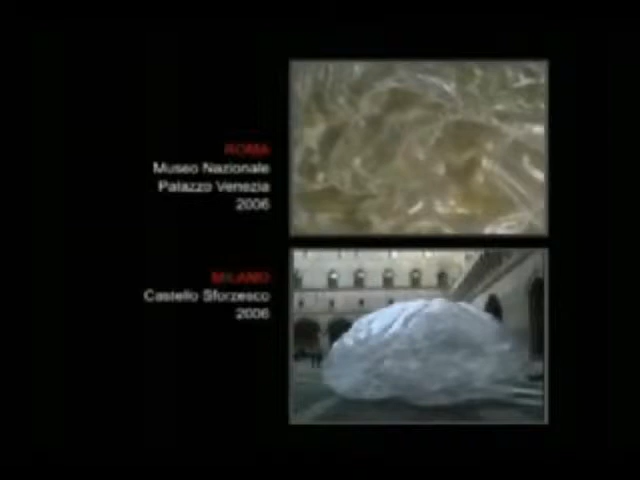 ROMA
Museo Nazionale
Palazzo Venezia
2006
MILANO
Castello Sforzesco
2006